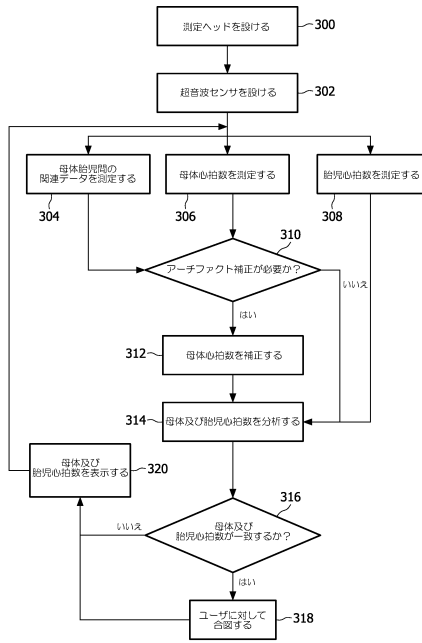 測定ヘッドを設ける
300
超音波センサを設ける
302
母体胎児間の
関連データを測定する
304
母体心拍数を測定する
306
胎児心拍数を測定する
308
310
アーチファクト補正が必要か?
いいえ
はい
312
母体心拍数を補正する
314
母体及び胎児心拍数を分析する
母体及び
胎児心拍数を表示する
320
316
母体及び
胎児心拍数が一致するか?
いいえ
はい
ユーザに対して
合図する
318